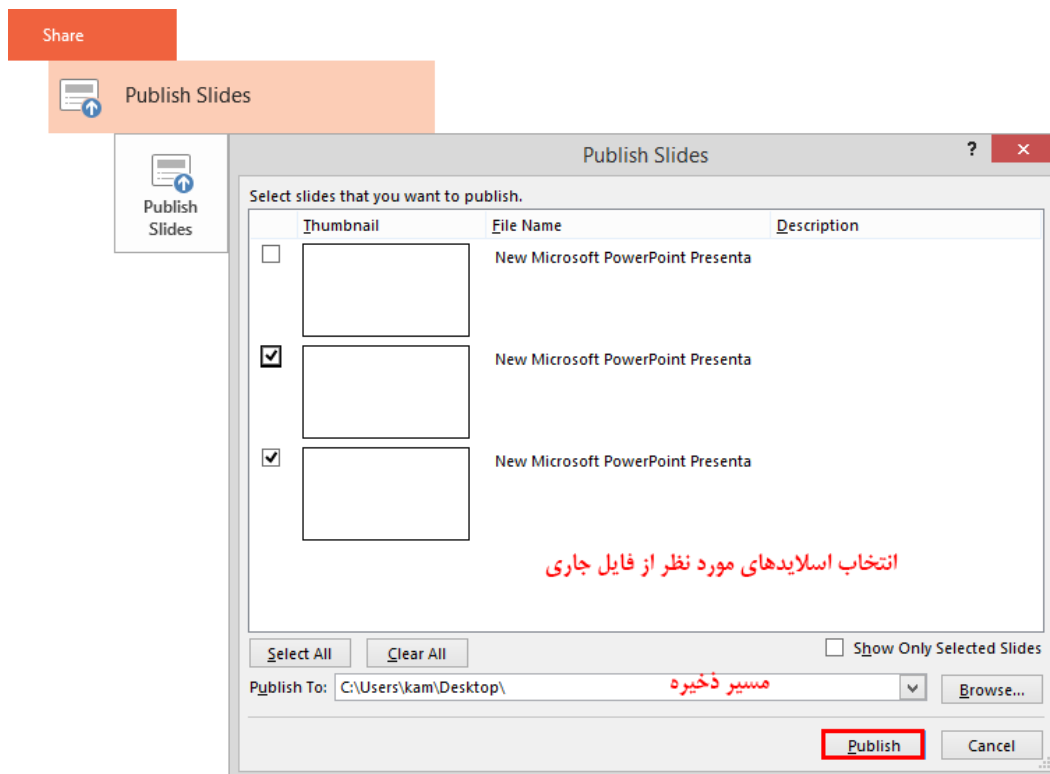 Share
Publish Slides
Publish
Slides
Publish Slides
?
Select slides that you want to publish.
Thumbnail File Name Description
New Microsoft PowerPoint Presenta
New Microsoft PowerPoint Presenta
New Microsoft PowerPoint Presenta
انتخاب اسلایدهای مورد نظر از فایل جاری
Select All Clear All Show Only Selected Slides
Publish To: C:\Users\kam\Desktop\ مسیر ذخیره Browse...
Publish Cancel